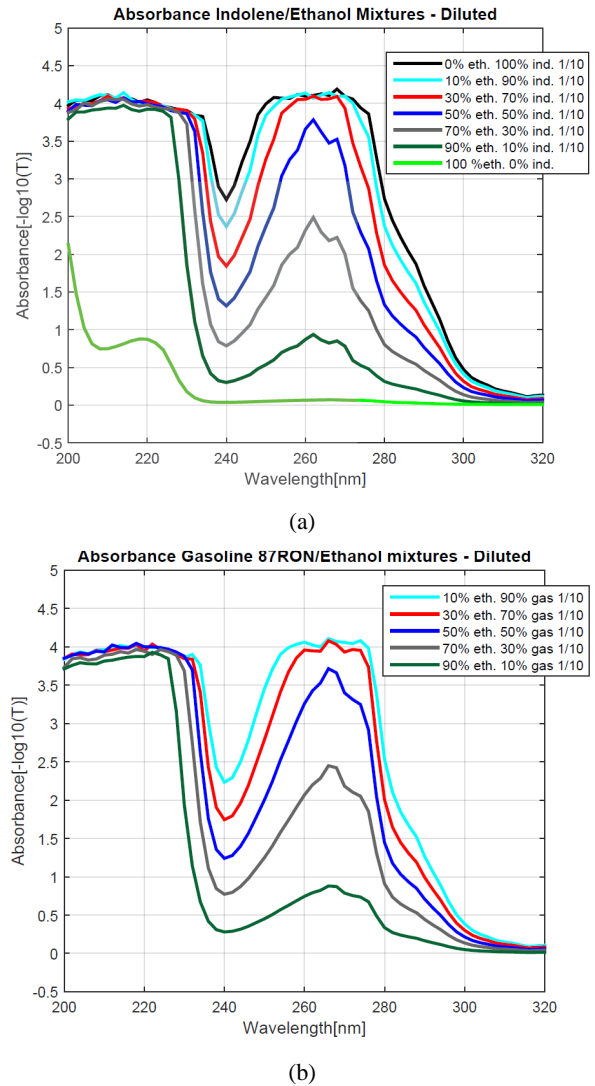 Absorbance Indolene/Ethanol Mixtures - Diluted
5
4.5
4
3.5
3
2.5
2
1.5
1
0.5
0
-0.5
Absorbance[-log10(T)]
0% eth. 100% ind. 1/10
10% eth. 90% ind. 1/10
30% eth. 70% ind. 1/10
50% eth. 50% ind. 1/10
70% eth. 30% ind. 1/10
90% eth. 10% ind. 1/10
100 %eth. 0% ind.
200 220 240 260 280 300 320
Wavelength[nm]
(a)
Absorbance Gasoline 87RON/Ethanol mixtures - Diluted
5
4.5
4
3.5
3
2.5
2
1.5
1
0.5
0
-0.5
Absorbance[-log10(T)]
10% eth. 90% gas 1/10
30% eth. 70% gas 1/10
50% eth. 50% gas 1/10
70% eth. 30% gas 1/10
90% eth. 10% gas 1/10
200 220 240 260 280 300 320
Wavelength[nm]
(b)